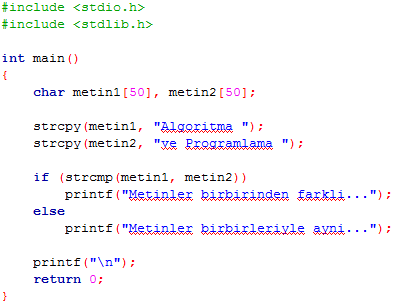 #include <stdio.h>
#include <stdlib.h>

int main()
{
    char metin1[50], metin2[50];

    strcpy(metin1, "Algoritma ");
    strcpy(metin2, "ve Programlama ");

    if (strcmp(metin1, metin2))
        printf("Metinler birbirinden farkli...");
    else
        printf("Metinler birbirleriyle ayni...");

    printf("\n");
    return 0;
}